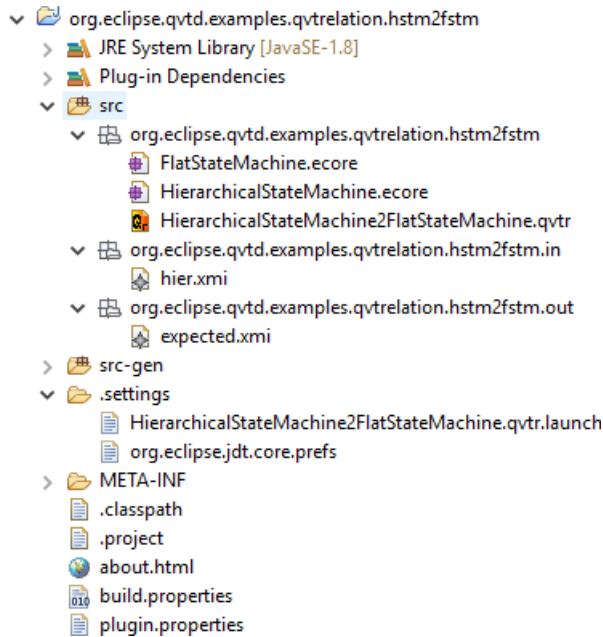 org.eclipse.qvtd.examples.qvtrelation.hstm2fstm
JRE System Library [JavaSE-1.8]
Plug-in Dependencies
src
org.eclipse.qvtd.examples.qvtrelation.hstm2fstm
FlatStateMachine.ecore
HierarchicalStateMachine.ecore
HierarchicalStateMachine2FlatStateMachine.qvtr
org.eclipse.qvtd.examples.qvtrelation.hstm2fstm.in
hier.xmi
org.eclipse.qvtd.examples.qvtrelation.hstm2fstm.out
expected.xmi
src-gen
.settings
HierarchicalStateMachine2FlatStateMachine.qvtr.launch
org.eclipse.jdt.core.prefs
META-INF
.classpath
.project
about.html
build.properties
plugin.properties